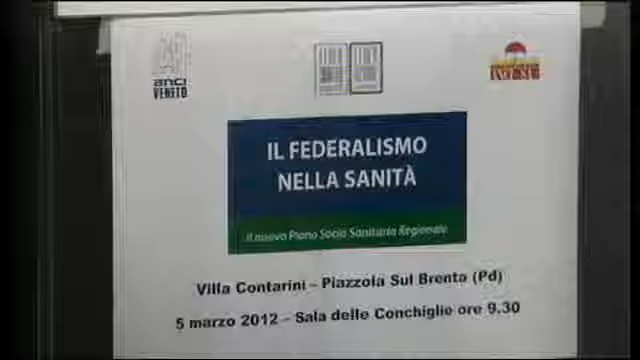 anci
VENETO
IL FEDERALISMO
NELLA SANITÀ
Il nuovo Piano Socio Sanitario Regionale
Villa Contarini – Piazzola Sul Brenta (Pd)
5 marzo 2012 – Sala delle Conchiglie ore 9.30